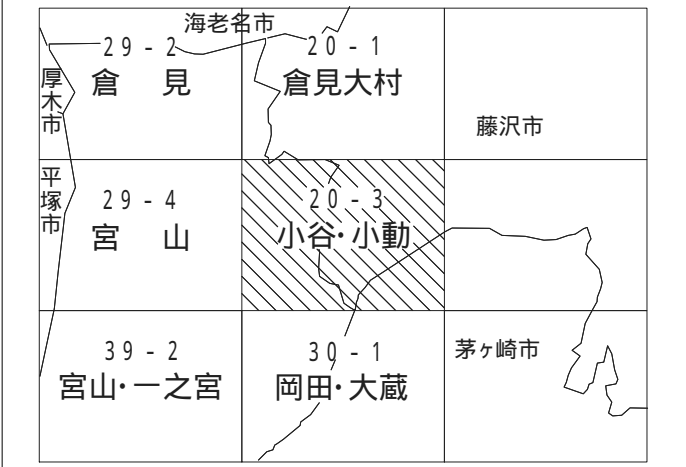 海老名市
29-2
倉 見
20-1
倉見大村
厚木市
藤沢市
平塚市
29-4
宮 山
20-3
小谷・小動
39-2
宮山・一之宮
30-1
岡田・大蔵
茅ヶ崎市